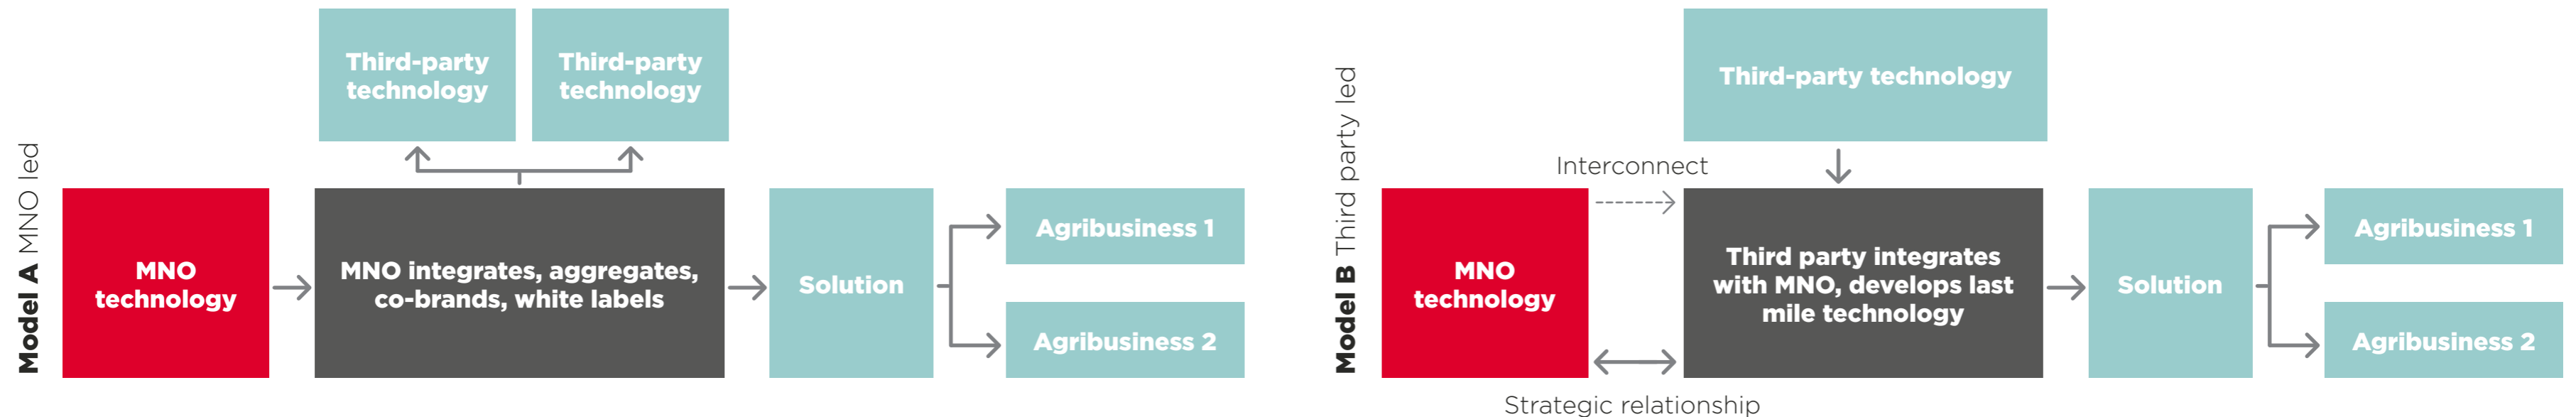 Model A MNO led
Third-party
technology
Third-party
technology
MNO
technology
MNO integrates, aggregates,
co-brands, white labels
Solution
Agribusiness 1
Agribusiness 2
Model B Third party led
Third-party technology
Interconnect
MNO
technology
Third party integrates
with MNO, develops last
mile technology
Strategic relationship
Solution
Agribusiness 1
Agribusiness 2